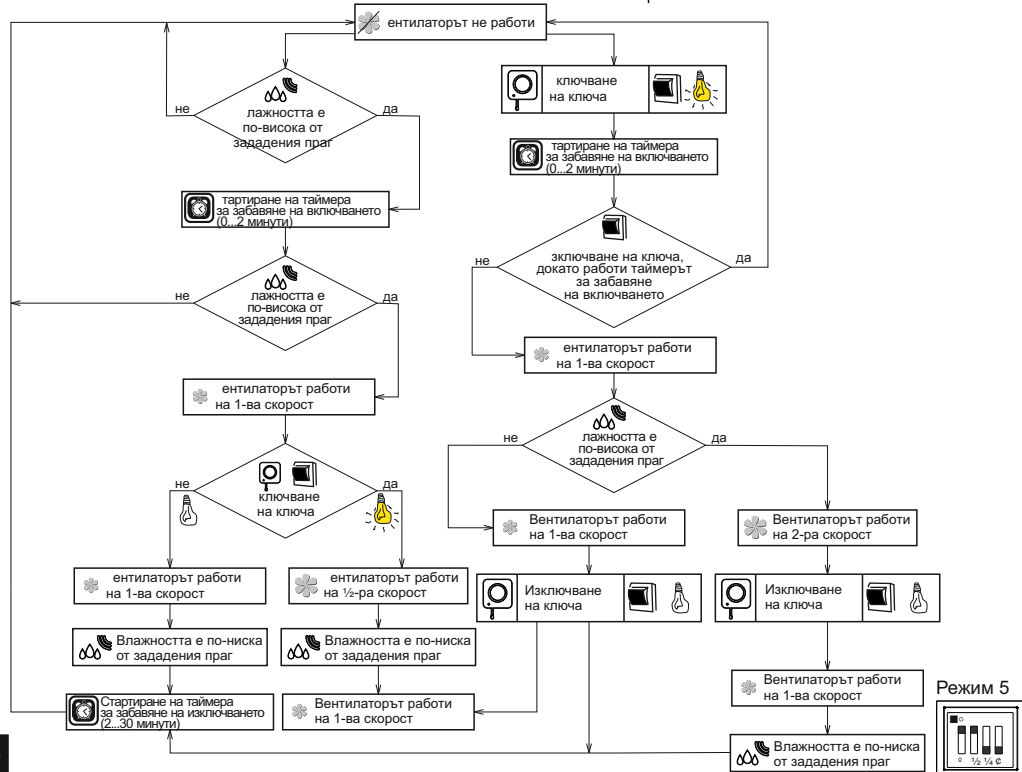 ентилаторът не работи
лажността е
по-висока от
зададения праг
не
да
тартиране на таймера
за забавяне на включването
(0...2 минути)
лажността е
по-висока от
зададения праг
не
да
ентилаторът работи
на 1-ва скорост
ключване
на ключа
не
да
ентилаторът работи
на 1-ва скорост
Влажността е по-ниска
от зададения праг
Стартиране на таймера
за забавяне на изключването
(2...30 минути)
ентилаторът работи
на ½-ра скорост
Влажността е по-ниска
от зададения праг
Вентилаторът работи
на 1-ва скорост
ключване
на ключа
тартиране на таймера
за забавяне на включването
(0...2 минути)
зключване на ключа,
докато работи таймерът
за забавяне
на включването
не
да
ентилаторът работи
на 1-ва скорост
лажността е
по-висока от
зададения праг
не
да
Вентилаторът работи
на 1-ва скорост
Изключване
на ключа
Вентилаторът работи
на 2-ра скорост
Изключване
на ключа
Вентилаторът работи
на 1-ва скорост
Влажността е по-ниска
от зададения праг
Режим 5
½ ¼ ¢